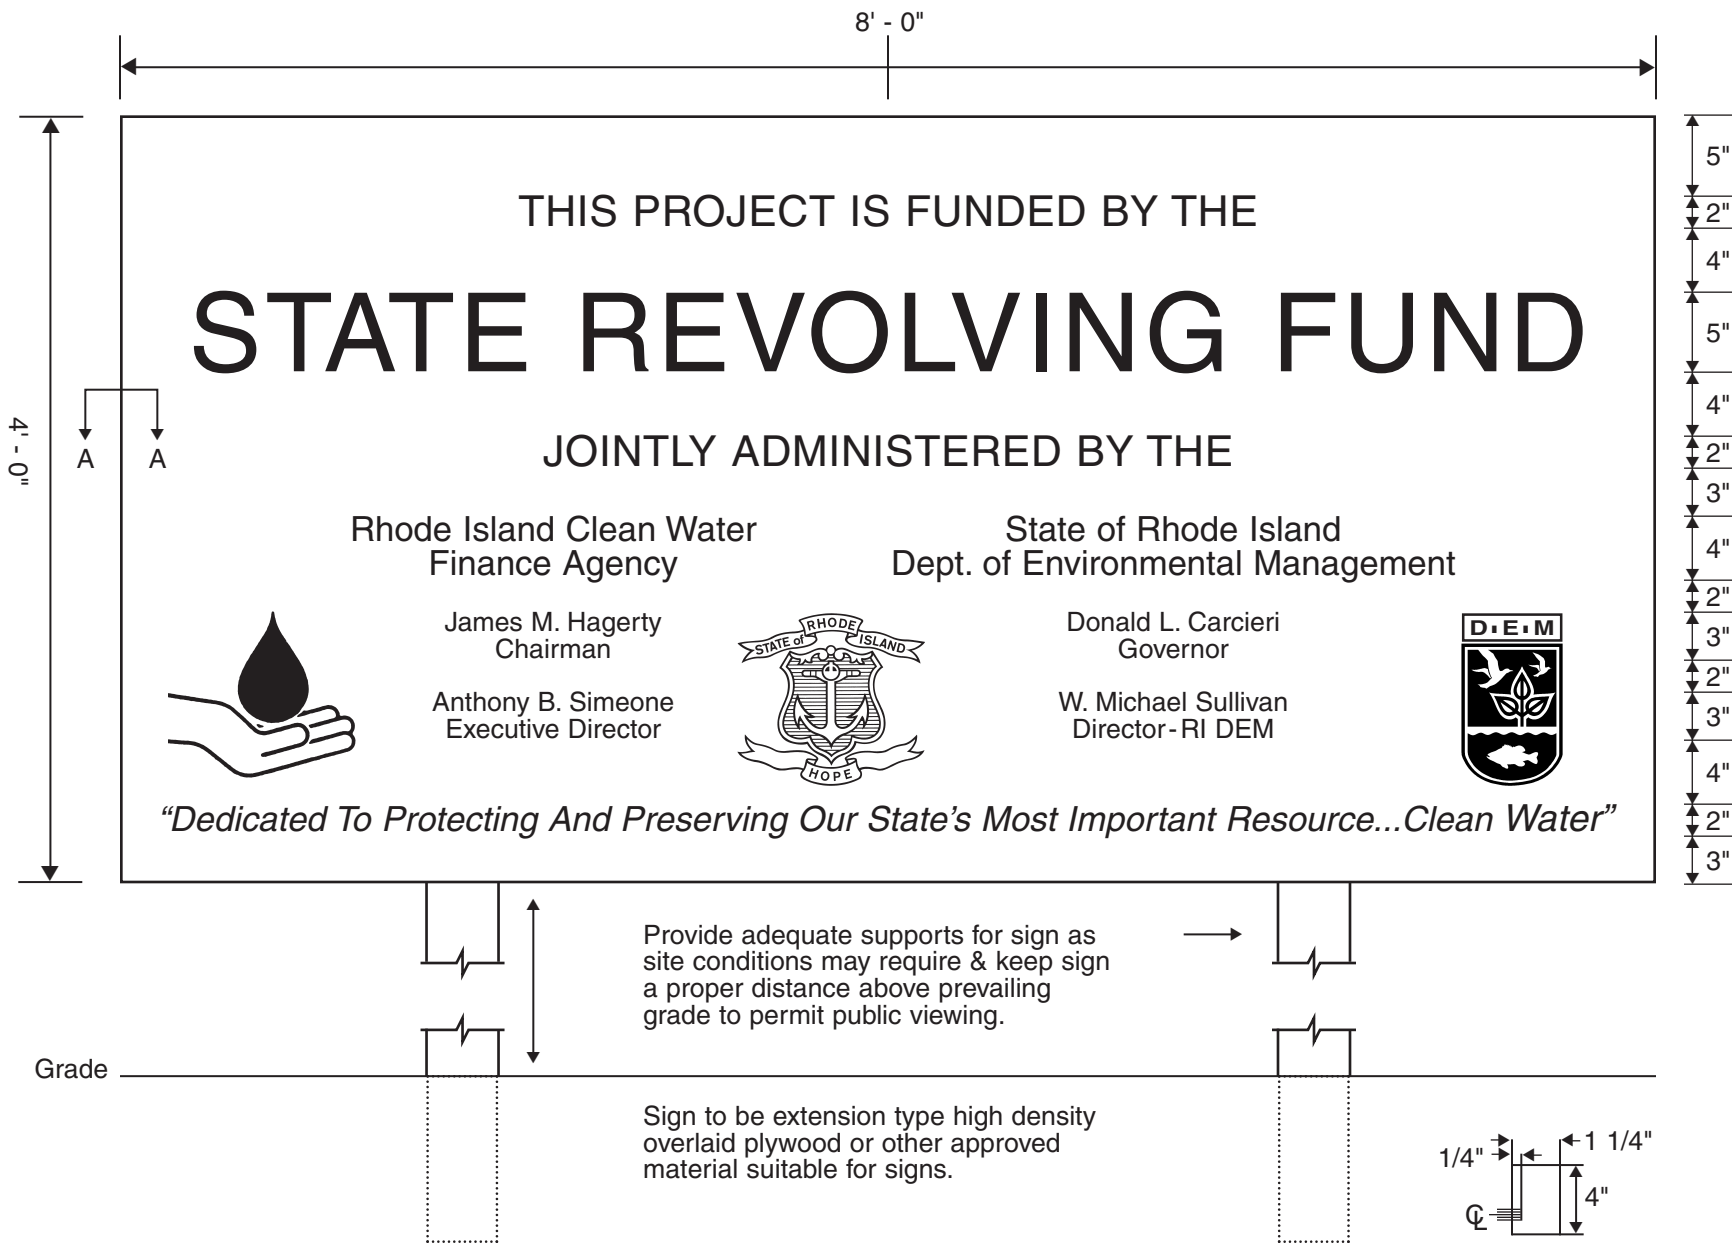 8' - 0"
4' - 0"
THIS PROJECT IS FUNDED BY THE
STATE REVOLVING FUND
A A
JOINTLY ADMINISTERED BY THE
Rhode Island Clean Water
Finance Agency
James M. Hagerty
Chairman
Anthony B. Simeone
Executive Director
STATE of RHODE ISLAND
HOPE
State of Rhode Island
Dept. of Environmental Management
Donald L. Carcieri
Governor
W. Michael Sullivan
Director-RI DEM
D·E·M
“Dedicated To Protecting And Preserving Our State’s Most Important Resource...Clean Water”
5"
2"
4"
5"
4"
2"
3"
4"
2"
3"
2"
3"
4"
2"
3"
Provide adequate supports for sign as
site conditions may require & keep sign
a proper distance above prevailing
grade to permit public viewing.
Grade
Sign to be extension type high density
overlaid plywood or other approved
material suitable for signs.
1 1/4"
1/4"
4"
℄